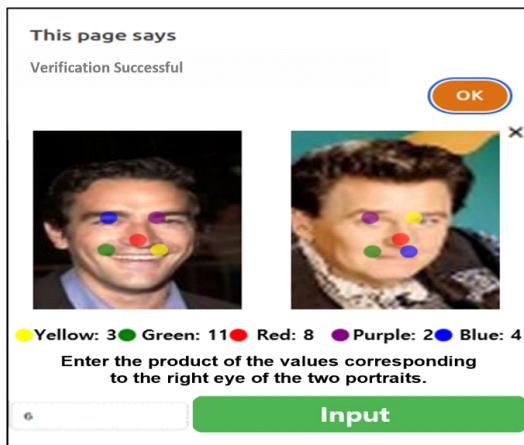 This page says
Verification Successful
OK
×
Yellow: 3 Green: 11 Red: 8 Purple: 2 Blue: 4
Enter the product of the values corresponding
to the right eye of the two portraits.
6
Input